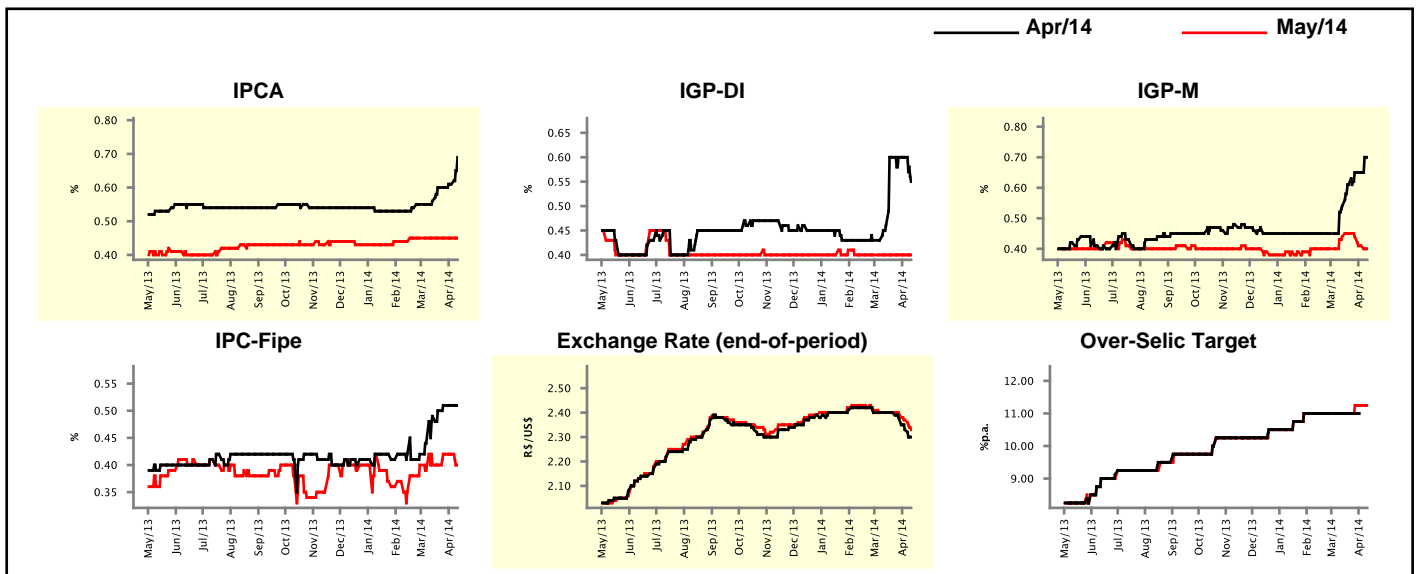 Apr/14 May/14
IPCA
0.80
0.70
0.60
0.50
0.40
%
May/13 Jun/13 Jul/13 Aug/13 Sep/13 Oct/13 Nov/13 Dec/13 Jan/14 Feb/14 Mar/14 Apr/14
IGP-DI
0.65
0.60
0.55
0.50
0.45
0.40
%
May/13 Jun/13 Jul/13 Aug/13 Sep/13 Oct/13 Nov/13 Dec/13 Jan/14 Feb/14 Mar/14 Apr/14
IGP-M
0.80
0.70
0.60
0.50
0.40
%
May/13 Jun/13 Jul/13 Aug/13 Sep/13 Oct/13 Nov/13 Dec/13 Jan/14 Feb/14 Mar/14 Apr/14
IPC-Fipe
0.55
0.50
0.45
0.40
0.35
%
May/13 Jun/13 Jul/13 Aug/13 Sep/13 Oct/13 Nov/13 Dec/13 Jan/14 Feb/14 Mar/14 Apr/14
Exchange Rate (end-of-period)
2.50
2.40
2.30
2.20
2.10
R$/US$
May/13 Jun/13 Jul/13 Aug/13 Sep/13 Oct/13 Nov/13 Dec/13 Jan/14 Feb/14 Mar/14 Apr/14
Over-Selic Target
12.00
11.00
10.00
9.00
%p.a.
May/13 Jun/13 Jul/13 Aug/13 Sep/13 Oct/13 Nov/13 Dec/13 Jan/14 Feb/14 Mar/14 Apr/14